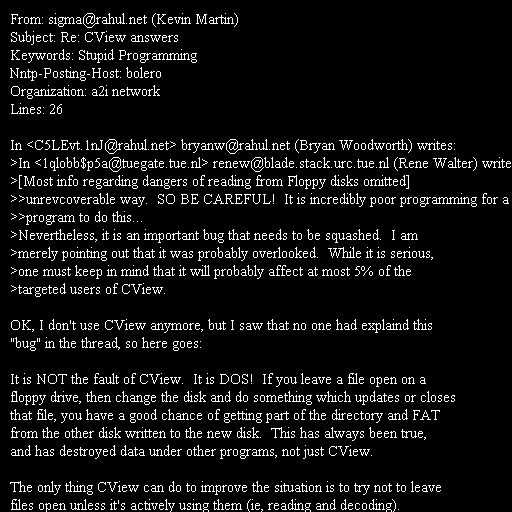 From: sigma@rahul.net (Kevin Martin)
Subject: Re: CView answers
Keywords: Stupid Programming
Nntp-Posting-Host: bolero
Organization: a2i network
Lines: 26

In <C5LEvt.1nJ@rahul.net> bryanw@rahul.net (Bryan Woodworth) writes:
>In <1qlobb$p5a@tuegate.tue.nl> renew@blade.stack.urc.tue.nl (Rene Walter) write
>[Most info regarding dangers of reading from Floppy disks omitted]
>>unrevcoverable way.  SO BE CAREFUL!  It is incredibly poor programming for a
>>program to do this...
>Nevertheless, it is an important bug that needs to be squashed.  I am
>merely pointing out that it was probably overlooked.  While it is serious,
>one must keep in mind that it will probably affect at most 5% of the
>targeted users of CView.

OK, I don't use CView anymore, but I saw that no one had explaind this
"bug" in the thread, so here goes:

It is NOT the fault of CView.  It is DOS!  If you leave a file open on a
floppy drive, then change the disk and do something which updates or closes
that file, you have a good chance of getting part of the directory and FAT
from the other disk written to the new disk.  This has always been true,
and has destroyed data under other programs, not just CView.

The only thing CView can do to improve the situation is to try not to leave
files open unless it's actively using them (ie, reading and decoding).